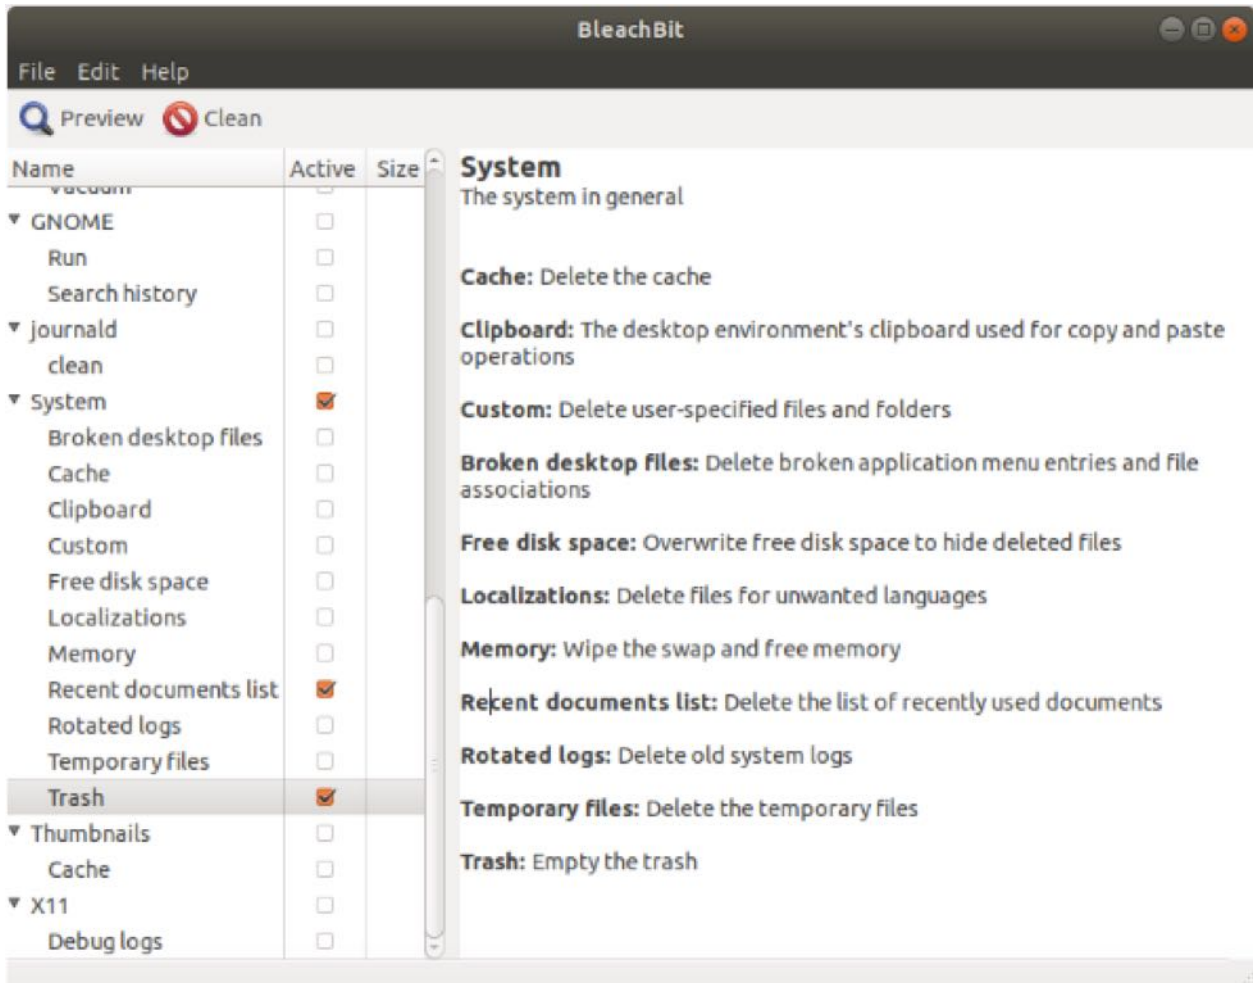 BleachBit
File Edit Help
Preview Clean
Name Active Size
Vacuum
GNOME
Run
Search history
journald
clean
System
Broken desktop files
Cache
Clipboard
Custom
Free disk space
Localizations
Memory
Recent documents list
Rotated logs
Temporary files
Trash
Thumbnails
Cache
X11
Debug logs
System
The system in general
Cache: Delete the cache
Clipboard: The desktop environment's clipboard used for copy and paste
operations
Custom: Delete user-specified files and folders
Broken desktop files: Delete broken application menu entries and file
associations
Free disk space: Overwrite free disk space to hide deleted files
Localizations: Delete files for unwanted languages
Memory: Wipe the swap and free memory
Recent documents list: Delete the list of recently used documents
Rotated logs: Delete old system logs
Temporary files: Delete the temporary files
Trash: Empty the trash